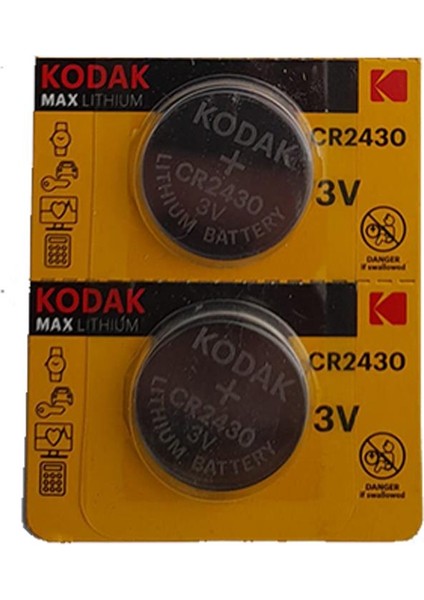 KODAK
MAX LITHIUM
KODAK
+
CR2430
3V
LITHIUM BATTERY
CR2430
3V
DANGER
if swallowed
KODAK
MAX LITHIUM
KODAK
+
CR2430
3V
LITHIUM BATTERY
CR2430
3V
DANGER
if swallowed